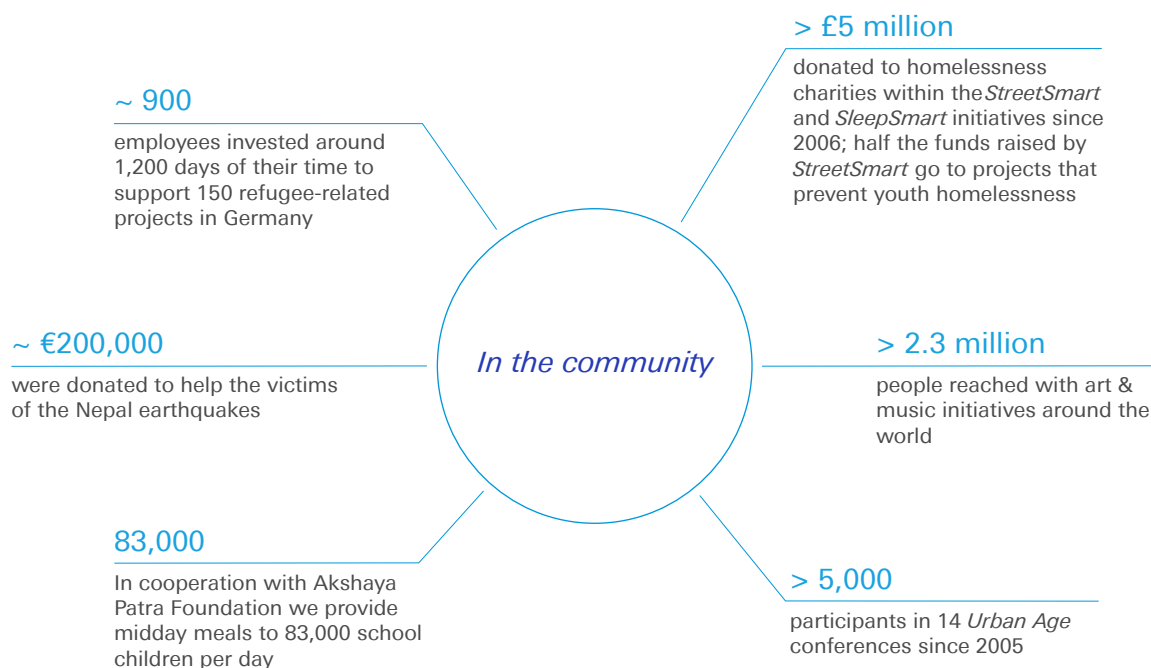 > £5 million
donated to homelessness
charities within the StreetSmart
and SleepSmart initiatives since
2006; half the funds raised by
StreetSmart go to projects that
prevent youth homelessness
~ 900
employees invested around
1,200 days of their time to
support 150 refugee-related
projects in Germany
~ €200,000
were donated to help the victims
of the Nepal earthquakes
In the community
> 2.3 million
people reached with art &
music initiatives around the
world
83,000
In cooperation with Akshaya
Patra Foundation we provide
midday meals to 83,000 school
children per day
> 5,000
participants in 14 Urban Age
conferences since 2005